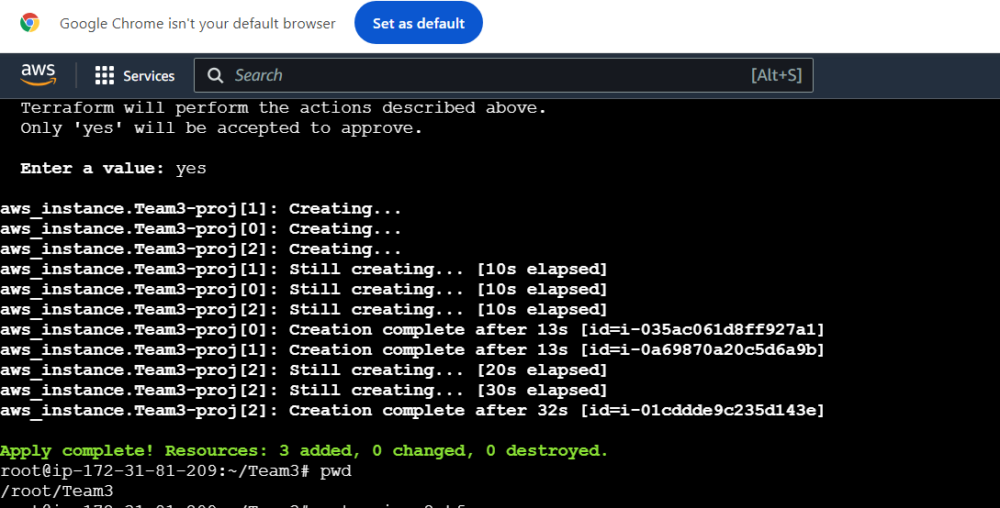 Google Chrome isn't your default browser Set as default
aws Services Search [Alt+S]
Terraform will perform the actions described above.
Only 'yes' will be accepted to approve.
Enter a value: yes
aws_instance.Team3-proj[1]: Creating...
aws_instance.Team3-proj[0]: Creating...
aws_instance.Team3-proj[2]: Creating...
aws_instance.Team3-proj[1]: Still creating... [10s elapsed]
aws_instance.Team3-proj[0]: Still creating... [10s elapsed]
aws_instance.Team3-proj[2]: Still creating... [10s elapsed]
aws_instance.Team3-proj[0]: Creation complete after 13s [id=i-035ac061d8ff927a1]
aws_instance.Team3-proj[1]: Creation complete after 13s [id=i-0a69870a20c5d6a9b]
aws_instance.Team3-proj[2]: Still creating... [20s elapsed]
aws_instance.Team3-proj[2]: Still creating... [30s elapsed]
aws_instance.Team3-proj[2]: Creation complete after 32s [id=i-01cddde9c235d143e]
Apply complete! Resources: 3 added, 0 changed, 0 destroyed.
root@ip-172-31-81-209:~/Team3# pwd
/root/Team3